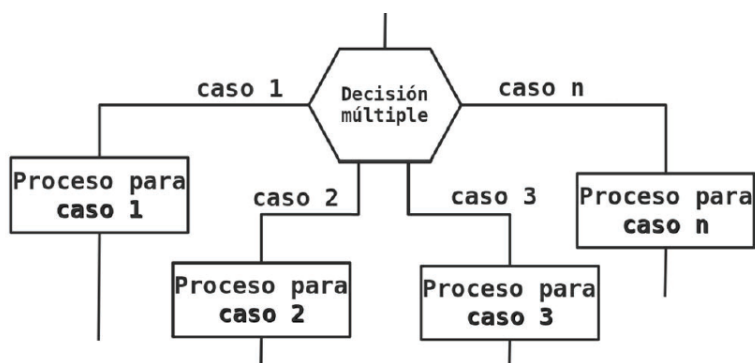 caso 1
Decisión
múltiple
caso n
Proceso para
caso 1
caso 2
caso 3
Proceso para
caso n
Proceso para
caso 2
Proceso para
caso 3